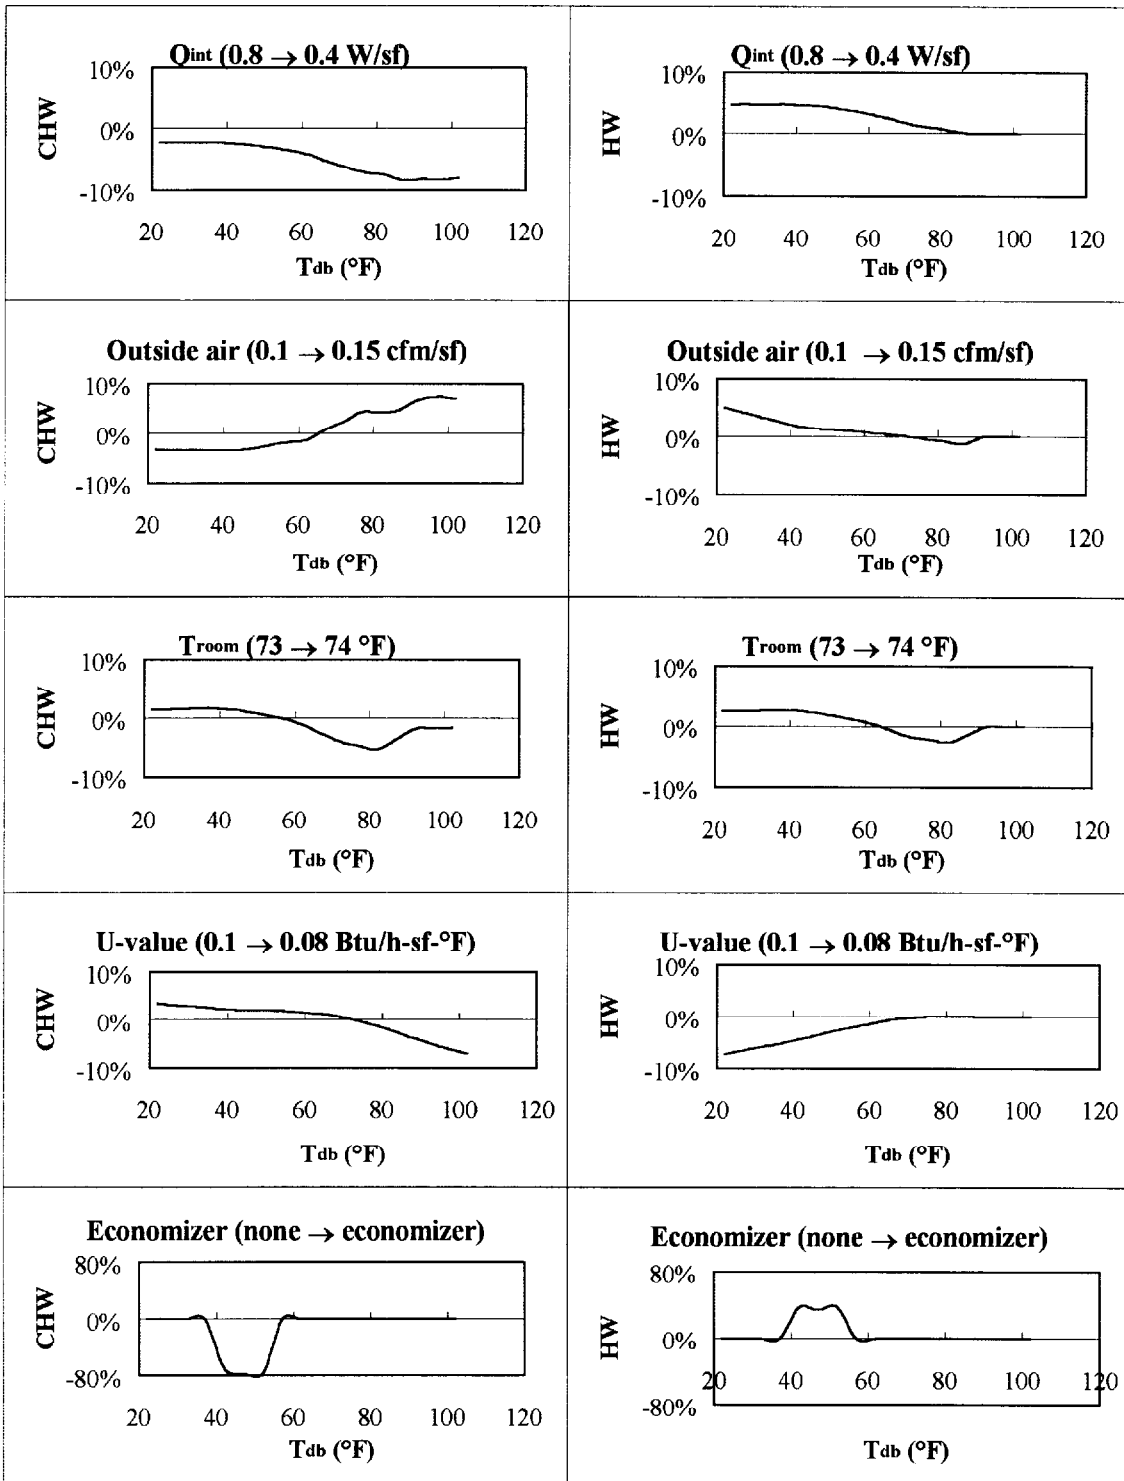 Qint (0.8 → 0.4 W/sf)
10%
0%
-10%
CHW
20 40 60 80 100 120
Tdb (°F)
Qint (0.8 → 0.4 W/sf)
10%
0%
-10%
HW
20 40 60 80 100 120
Tdb (°F)
Outside air (0.1 → 0.15 cfm/sf)
10%
0%
-10%
CHW
20 40 60 80 100 120
Tdb (°F)
Outside air (0.1 → 0.15 cfm/sf)
10%
0%
-10%
HW
20 40 60 80 100 120
Tdb (°F)
Troom (73 → 74 °F)
10%
0%
-10%
CHW
20 40 60 80 100 120
Tdb (°F)
Troom (73 → 74 °F)
10%
0%
-10%
HW
20 40 60 80 100 120
Tdb (°F)
U-value (0.1 → 0.08 Btu/h-sf-°F)
10%
0%
-10%
CHW
20 40 60 80 100 120
Tdb (°F)
U-value (0.1 → 0.08 Btu/h-sf-°F)
10%
0%
-10%
HW
20 40 60 80 100 120
Tdb (°F)
Economizer (none → economizer)
80%
0%
-80%
CHW
20 40 60 80 100 120
Tdb (°F)
Economizer (none → economizer)
80%
0%
-80%
HW
20 40 60 80 100 120
Tdb (°F)